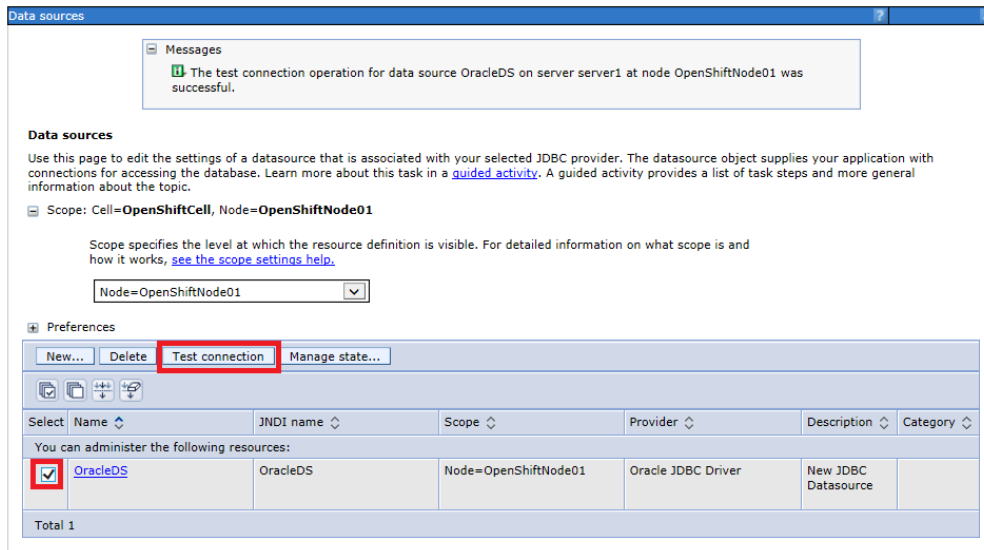 Data sources ?
Messages
The test connection operation for data source OracleDS on server server1 at node OpenShiftNode01 was
successful.
Data sources
Use this page to edit the settings of a datasource that is associated with your selected JDBC provider. The datasource object supplies your application with
connections for accessing the database. Learn more about this task in a guided activity. A guided activity provides a list of task steps and more general
information about the topic.
Scope: Cell=OpenShiftCell, Node=OpenShiftNode01
Scope specifies the level at which the resource definition is visible. For detailed information on what scope is and
how it works, see the scope settings help.
Node=OpenShiftNode01
Preferences
New... Delete Test connection Manage state...
Select Name JNDI name Scope Provider Description Category
You can administer the following resources:
OracleDS OracleDS Node=OpenShiftNode01 Oracle JDBC Driver New JDBC
Datasource
Total 1